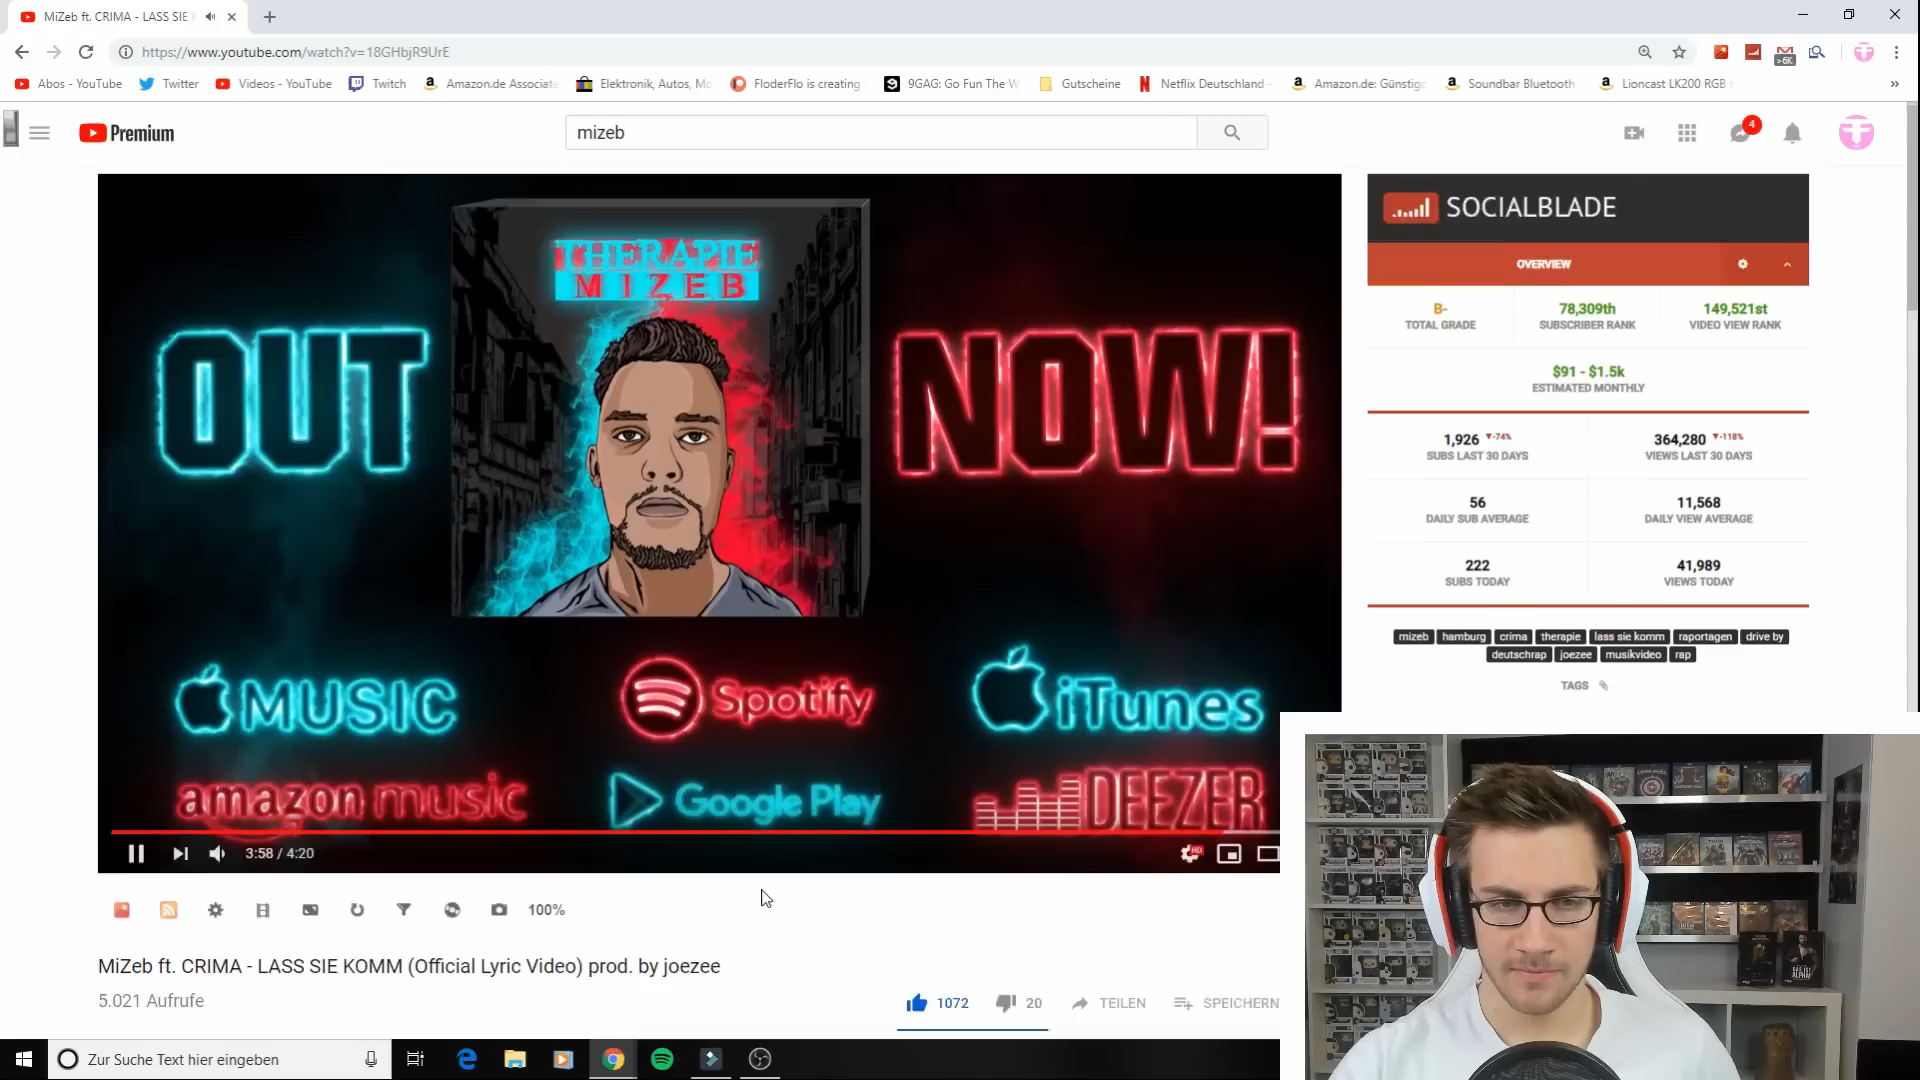 MiZeb ft. CRIMA - LASS SIE
https://www.youtube.com/watch?v=18GHbjR9UrE
>6K
Abos - YouTube
Twitter
Videos - YouTube
Twitch
Amazon.de Associate
Elektronik, Autos, Mo
FloderFlo is creating
9GAG: Go Fun The W
Gutscheine
Netflix Deutschland -
Amazon.de: Günstige
Soundbar Bluetooth
Lioncast LK200 RGB
»
Premium
mizeb
4
SOCIALBLADE
OVERVIEW
B-
TOTAL GRADE
78,309th
SUBSCRIBER RANK
149,521st
VIDEO VIEW RANK
$91 - $1.5k
ESTIMATED MONTHLY
1,926 ▼-74%
SUBS LAST 30 DAYS
364,280 ▼-118%
VIEWS LAST 30 DAYS
56
DAILY SUB AVERAGE
11,568
DAILY VIEW AVERAGE
222
SUBS TODAY
41,989
VIEWS TODAY
mizeb hamburg crima therapie lass sie komm raportagen drive by
deutschrap joezee musikvideo rap
TAGS
THERAPIE
MIZEB
OUT
NOW!
MUSIC
Spotify
iTunes
amazon music
Google Play
DEEZER
3:58 / 4:20
HD
100%
MiZeb ft. CRIMA - LASS SIE KOMM (Official Lyric Video) prod. by joezee
5.021 Aufrufe
1072
20
TEILEN
SPEICHERN
Zur Suche Text hier eingeben